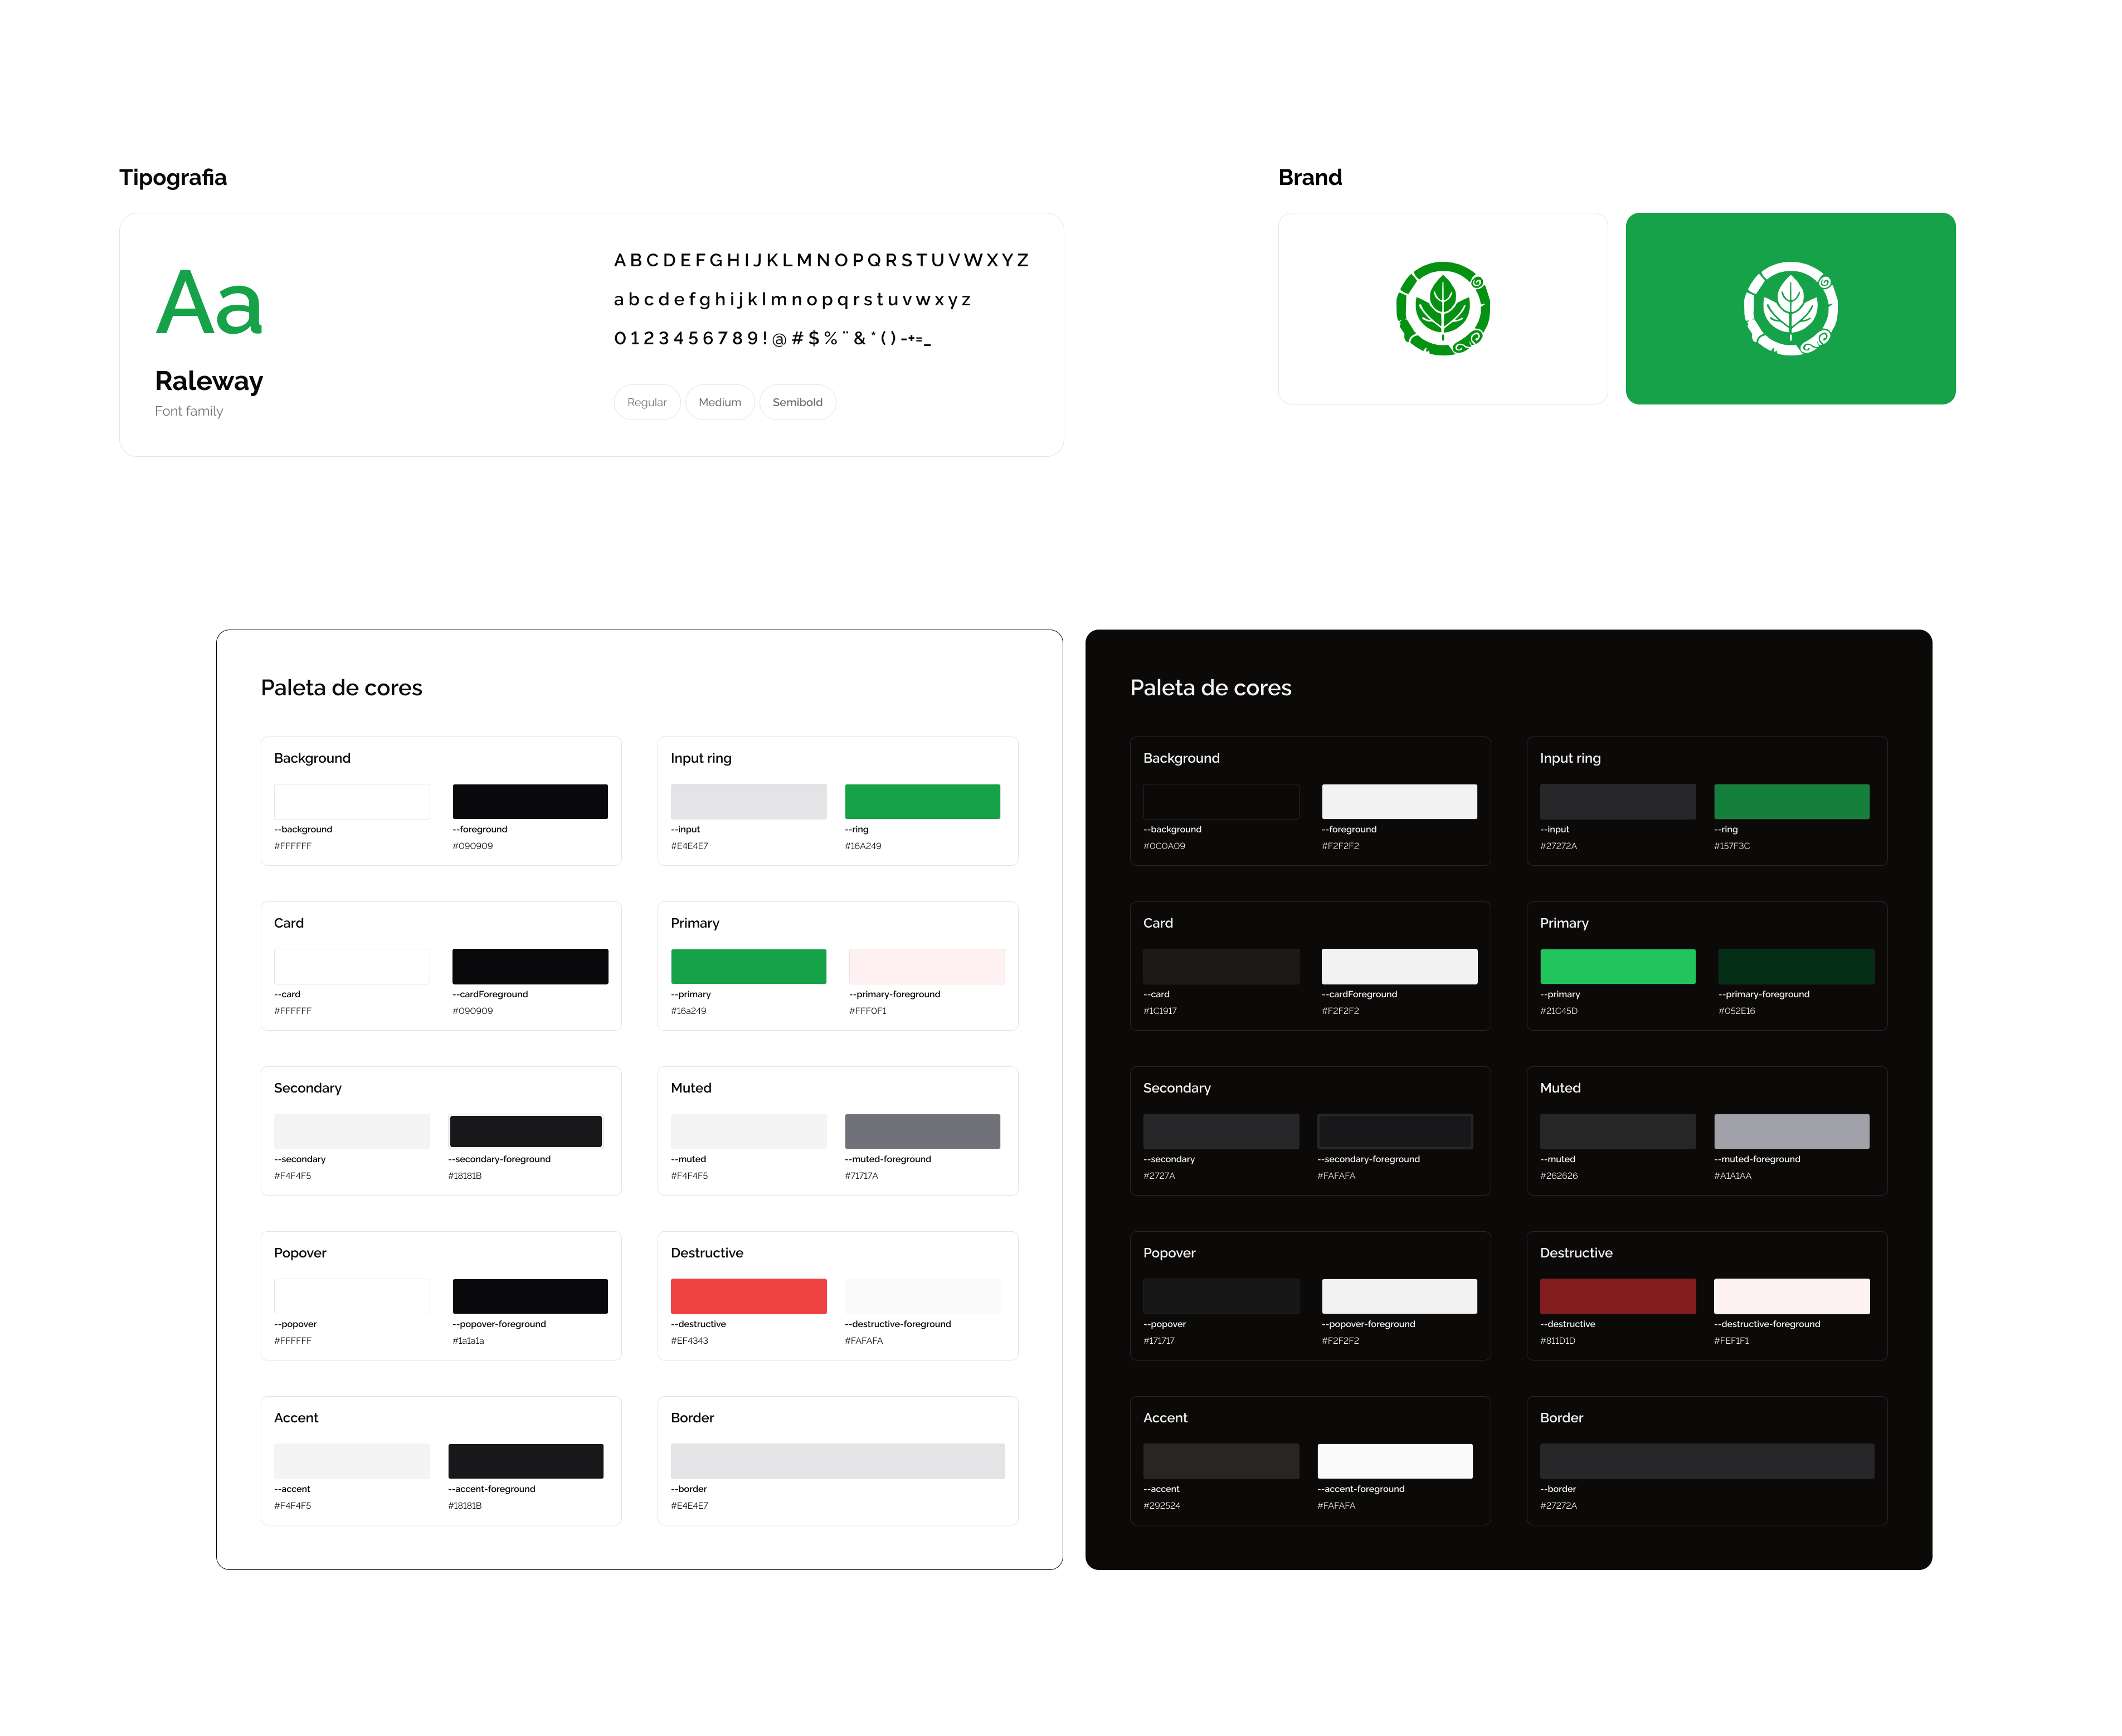 Tipografia
Aa
Raleway
Font family
A B C D E F G H I J K L M N O P Q R S T U V W X Y Z
a b c d e f g h i j k l m n o p q r s t u v w x y z
0 1 2 3 4 5 6 7 8 9 ! @ # $ % ¨ & * ( ) - + = _
Regular Medium Semibold
Brand
Paleta de cores
Background
--background --foreground
#FFFFFF #090909
Input ring
--input --ring
#E4E4E7 #16A249
Card
--card --cardForeground
#FFFFFF #090909
Primary
--primary --primary-foreground
#16a249 #FFF0F1
Secondary
--secondary --secondary-foreground
#F4F4F5 #18181B
Muted
--muted --muted-foreground
#F4F4F5 #71717A
Popover
--popover --popover-foreground
#FFFFFF #1a1a1a
Destructive
--destructive --destructive-foreground
#EF4343 #FAFAFA
Accent
--accent --accent-foreground
#F4F4F5 #18181B
Border
--border
#E4E4E7
Paleta de cores
Background
--background --foreground
#0C0A09 #F2F2F2
Input ring
--input --ring
#27272A #157F3C
Card
--card --cardForeground
#1C1917 #F2F2F2
Primary
--primary --primary-foreground
#21C45D #052E16
Secondary
--secondary --secondary-foreground
#2727A #FAFAFA
Muted
--muted --muted-foreground
#262626 #A1A1AA
Popover
--popover --popover-foreground
#171717 #F2F2F2
Destructive
--destructive --destructive-foreground
#811D1D #FEF1F1
Accent
--accent --accent-foreground
#292524 #FAFAFA
Border
--border
#27272A